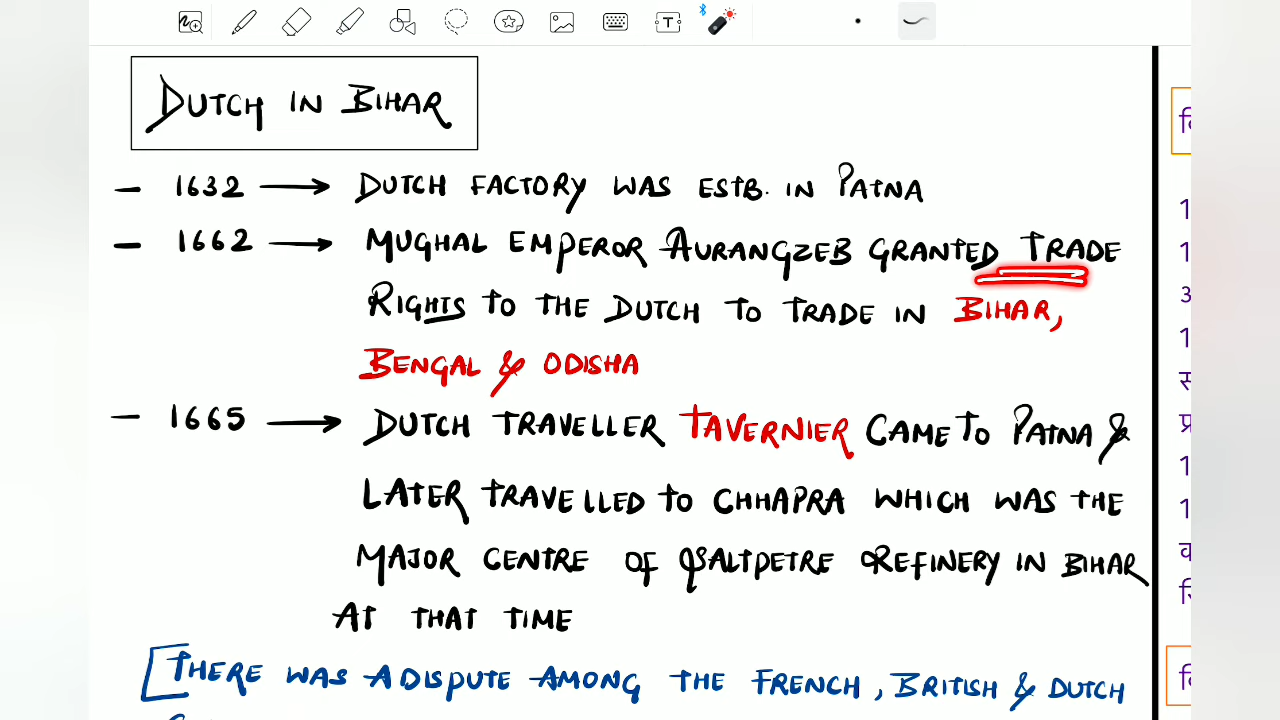 DUTCH IN BIHAR
- 1632 → DUTCH FACTORY WAS ESTB. IN PATNA
- 1662 → MUGHAL EMPEROR AURANGZEB GRANTED TRADE
RIGHTS TO THE DUTCH TO TRADE IN BIHAR,
BENGAL & ODISHA
- 1665 → DUTCH TRAVELLER TAVERNIER CAME TO PATNA &
LATER TRAVELLED TO CHHAPRA WHICH WAS THE
MAJOR CENTRE OF SALTPETRE REFINERY IN BIHAR
AT THAT TIME
[THERE WAS A DISPUTE AMONG THE FRENCH, BRITISH & DUTCH